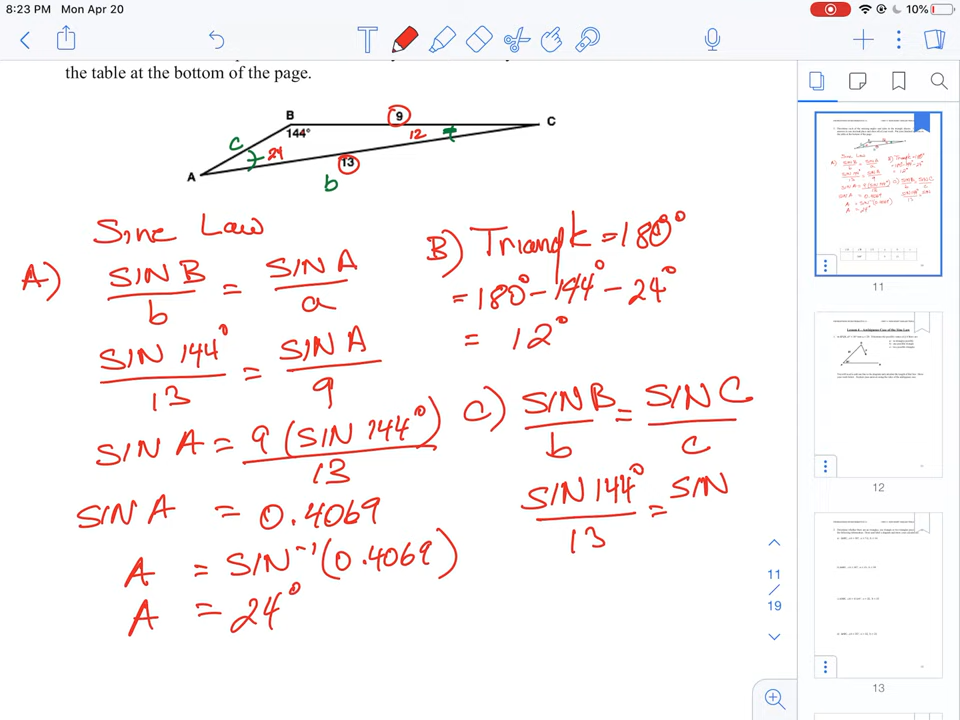 8:23 PM Mon Apr 20 10%
the table at the bottom of the page.
B 9 C
144° 12
c 24
13
A b
Sine Law
A) SIN B / b = SIN A / a
SIN 144° / 13 = SIN A / 9
SIN A = 9 (SIN 144°) / 13
SIN A = 0.4069
A = SIN⁻¹(0.4069)
A = 24°
B) Triangle = 180°
= 180° - 144° - 24°
= 12°
C) SIN B / b = SIN C / c
SIN 144° / 13 = SIN
11
/
19
11
12
13